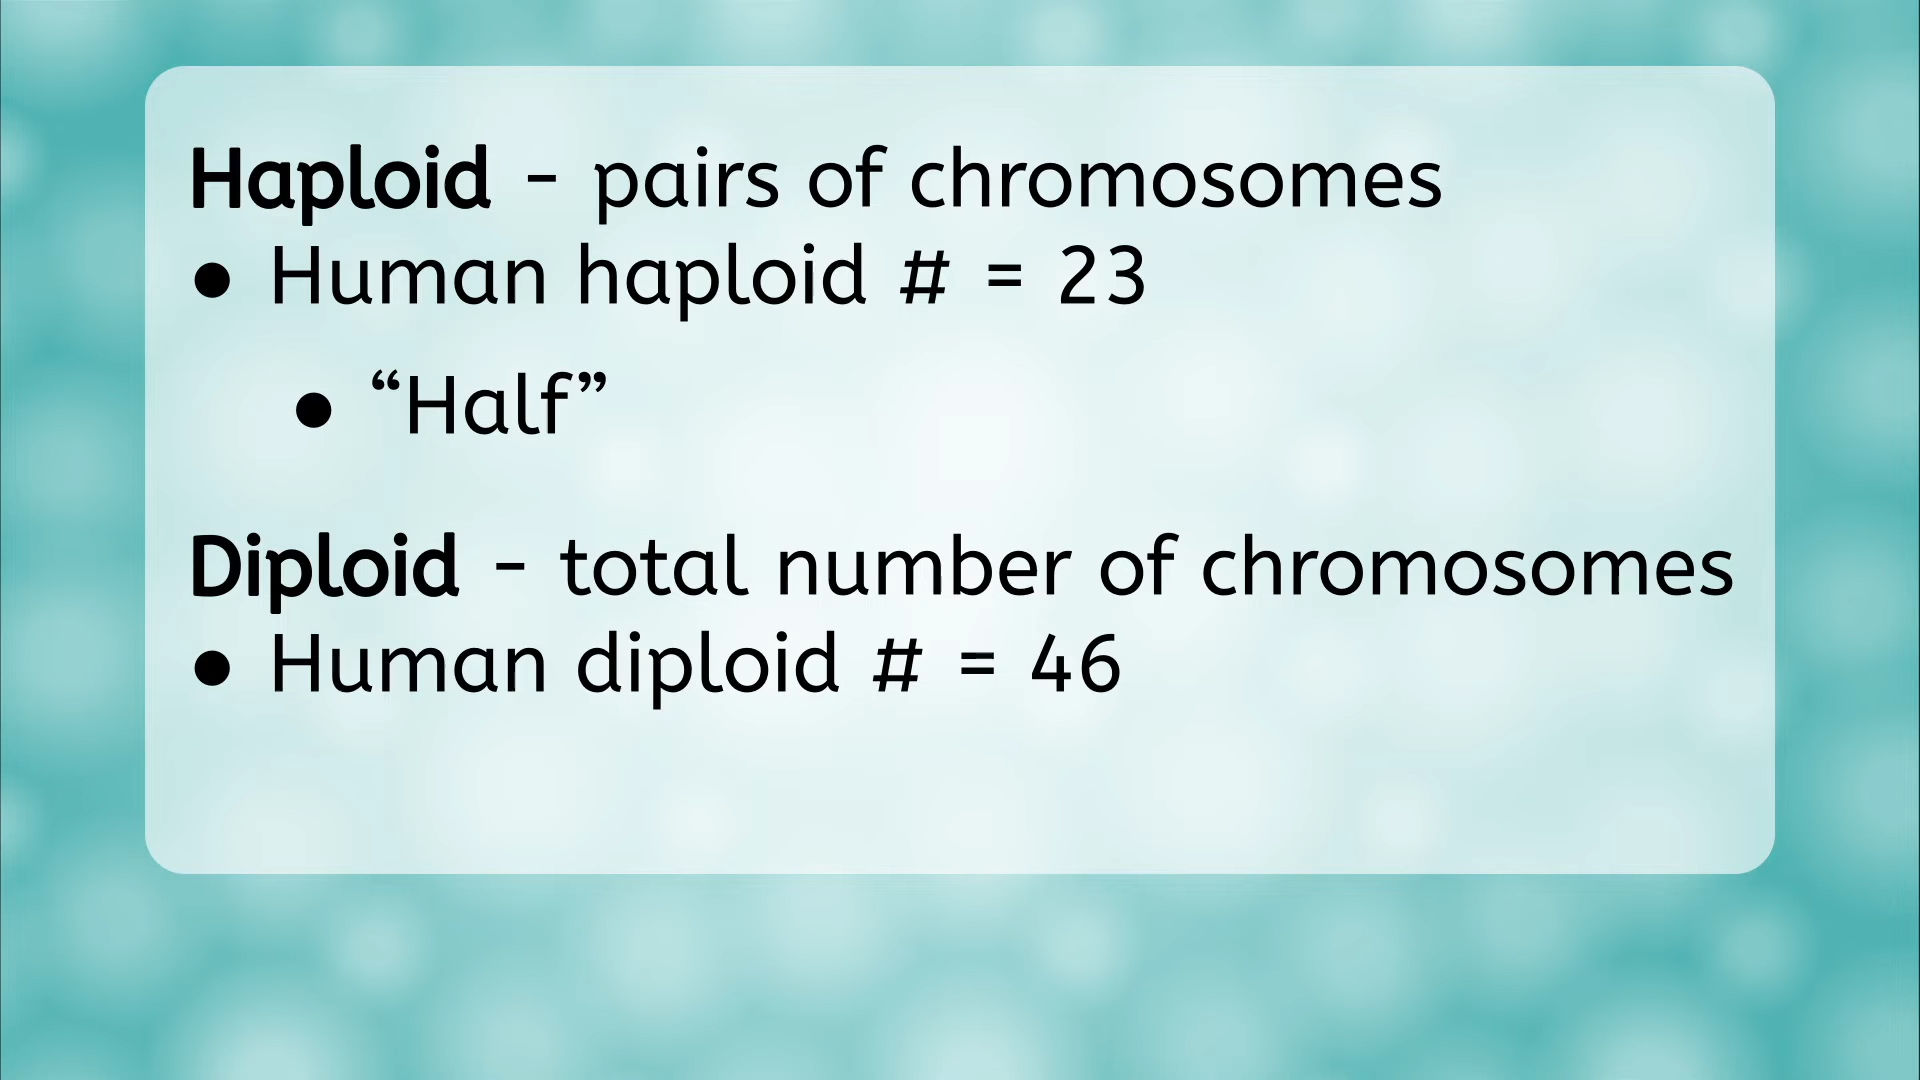 Haploid - pairs of chromosomes
● Human haploid # = 23
● “Half”
Diploid - total number of chromosomes
● Human diploid # = 46